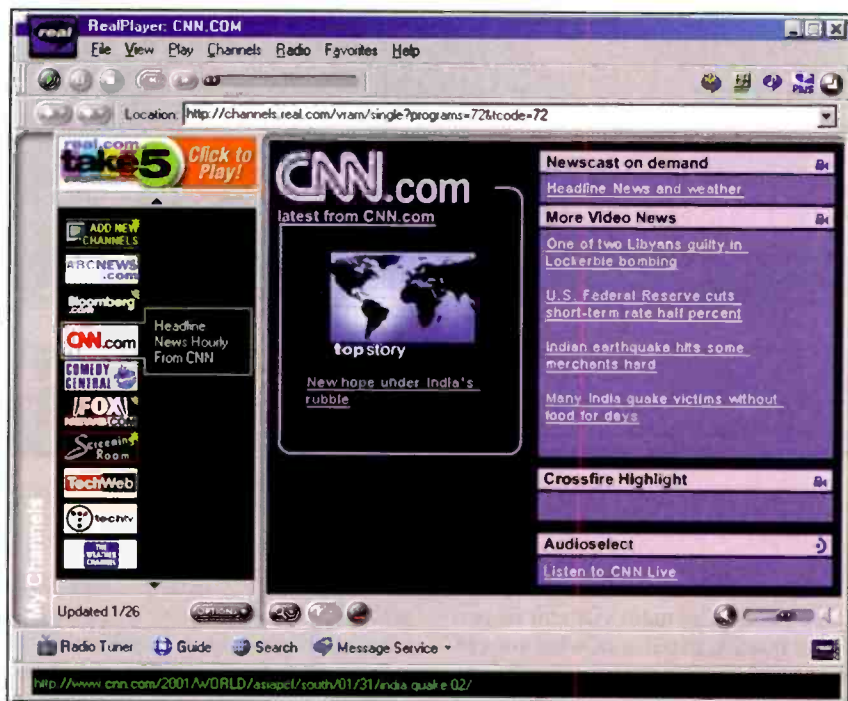 real
RealPlayer: CNN.COM
File View Play Channels Radio Favorites Help
PLUS
Location: http://channels.real.com/vram/single?programs=72&tcode=72
real.com
take5
Click to
Play!
ADD NEW
CHANNELS
ABCNEWS
.com
Bloomberg
.com
CNN.com
Headline
News Hourly
From CNN
COMEDY
CENTRAL
FOX
NEWS.COM
Screening
Room
TechWeb
techtv
THE
WEATHER
CHANNEL
My Channels
Updated 1/26
OPTIONS
CNN.com
latest from CNN.com
top story
New hope under India's
rubble
Newscast on demand
Headline News and weather
More Video News
One of two Libyans guilty in
Lockerbie bombing
U.S. Federal Reserve cuts
short-term rate half percent
Indian earthquake hits some
merchants hard
Many India quake victims without
food for days
Crossfire Highlight
Audioselect
Listen to CNN Live
Radio Tuner Guide Search Message Service
http://www.cnn.com/2001/WORLD/asiapcf/south/01/31/india.quake.02/